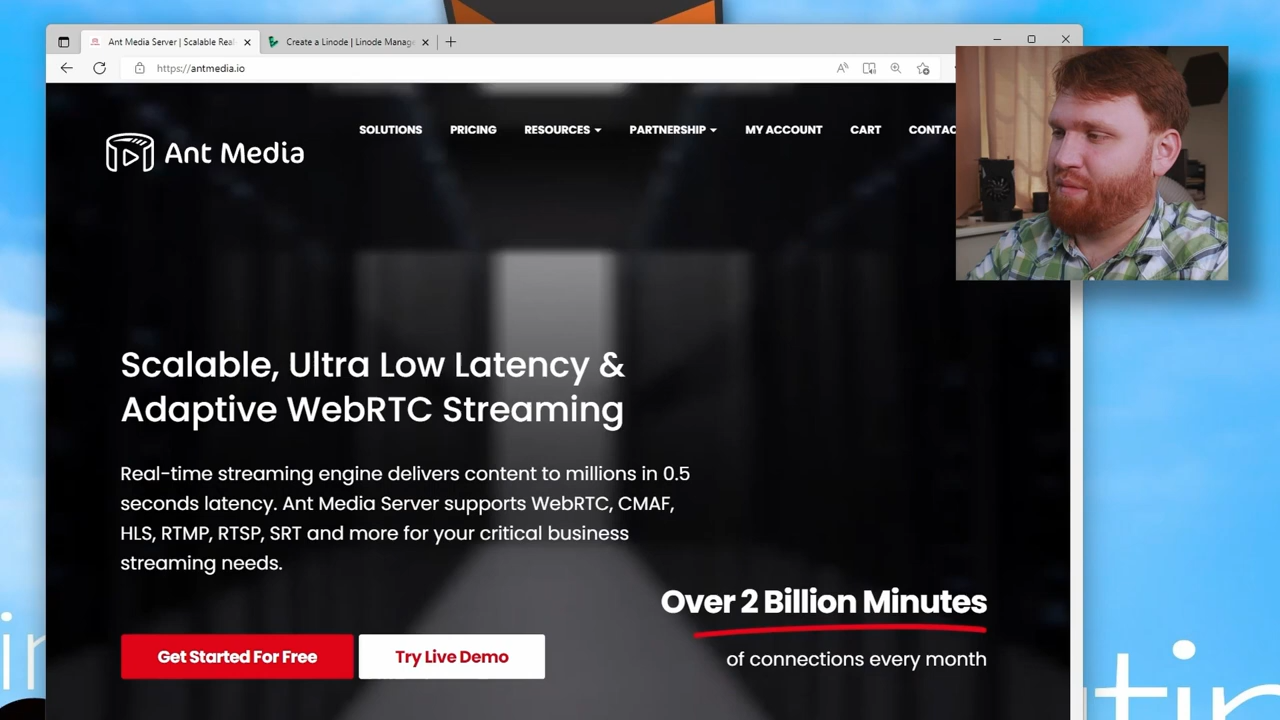 Ant Media Server | Scalable Real
Create a Linode | Linode Manag
https://antmedia.io
SOLUTIONS
PRICING
RESOURCES
PARTNERSHIP
MY ACCOUNT
CART
CONTAC
Ant Media
Scalable, Ultra Low Latency &
Adaptive WebRTC Streaming
Real-time streaming engine delivers content to millions in 0.5
seconds latency. Ant Media Server supports WebRTC, CMAF,
HLS, RTMP, RTSP, SRT and more for your critical business
streaming needs.
Over 2 Billion Minutes
of connections every month
Get Started For Free
Try Live Demo